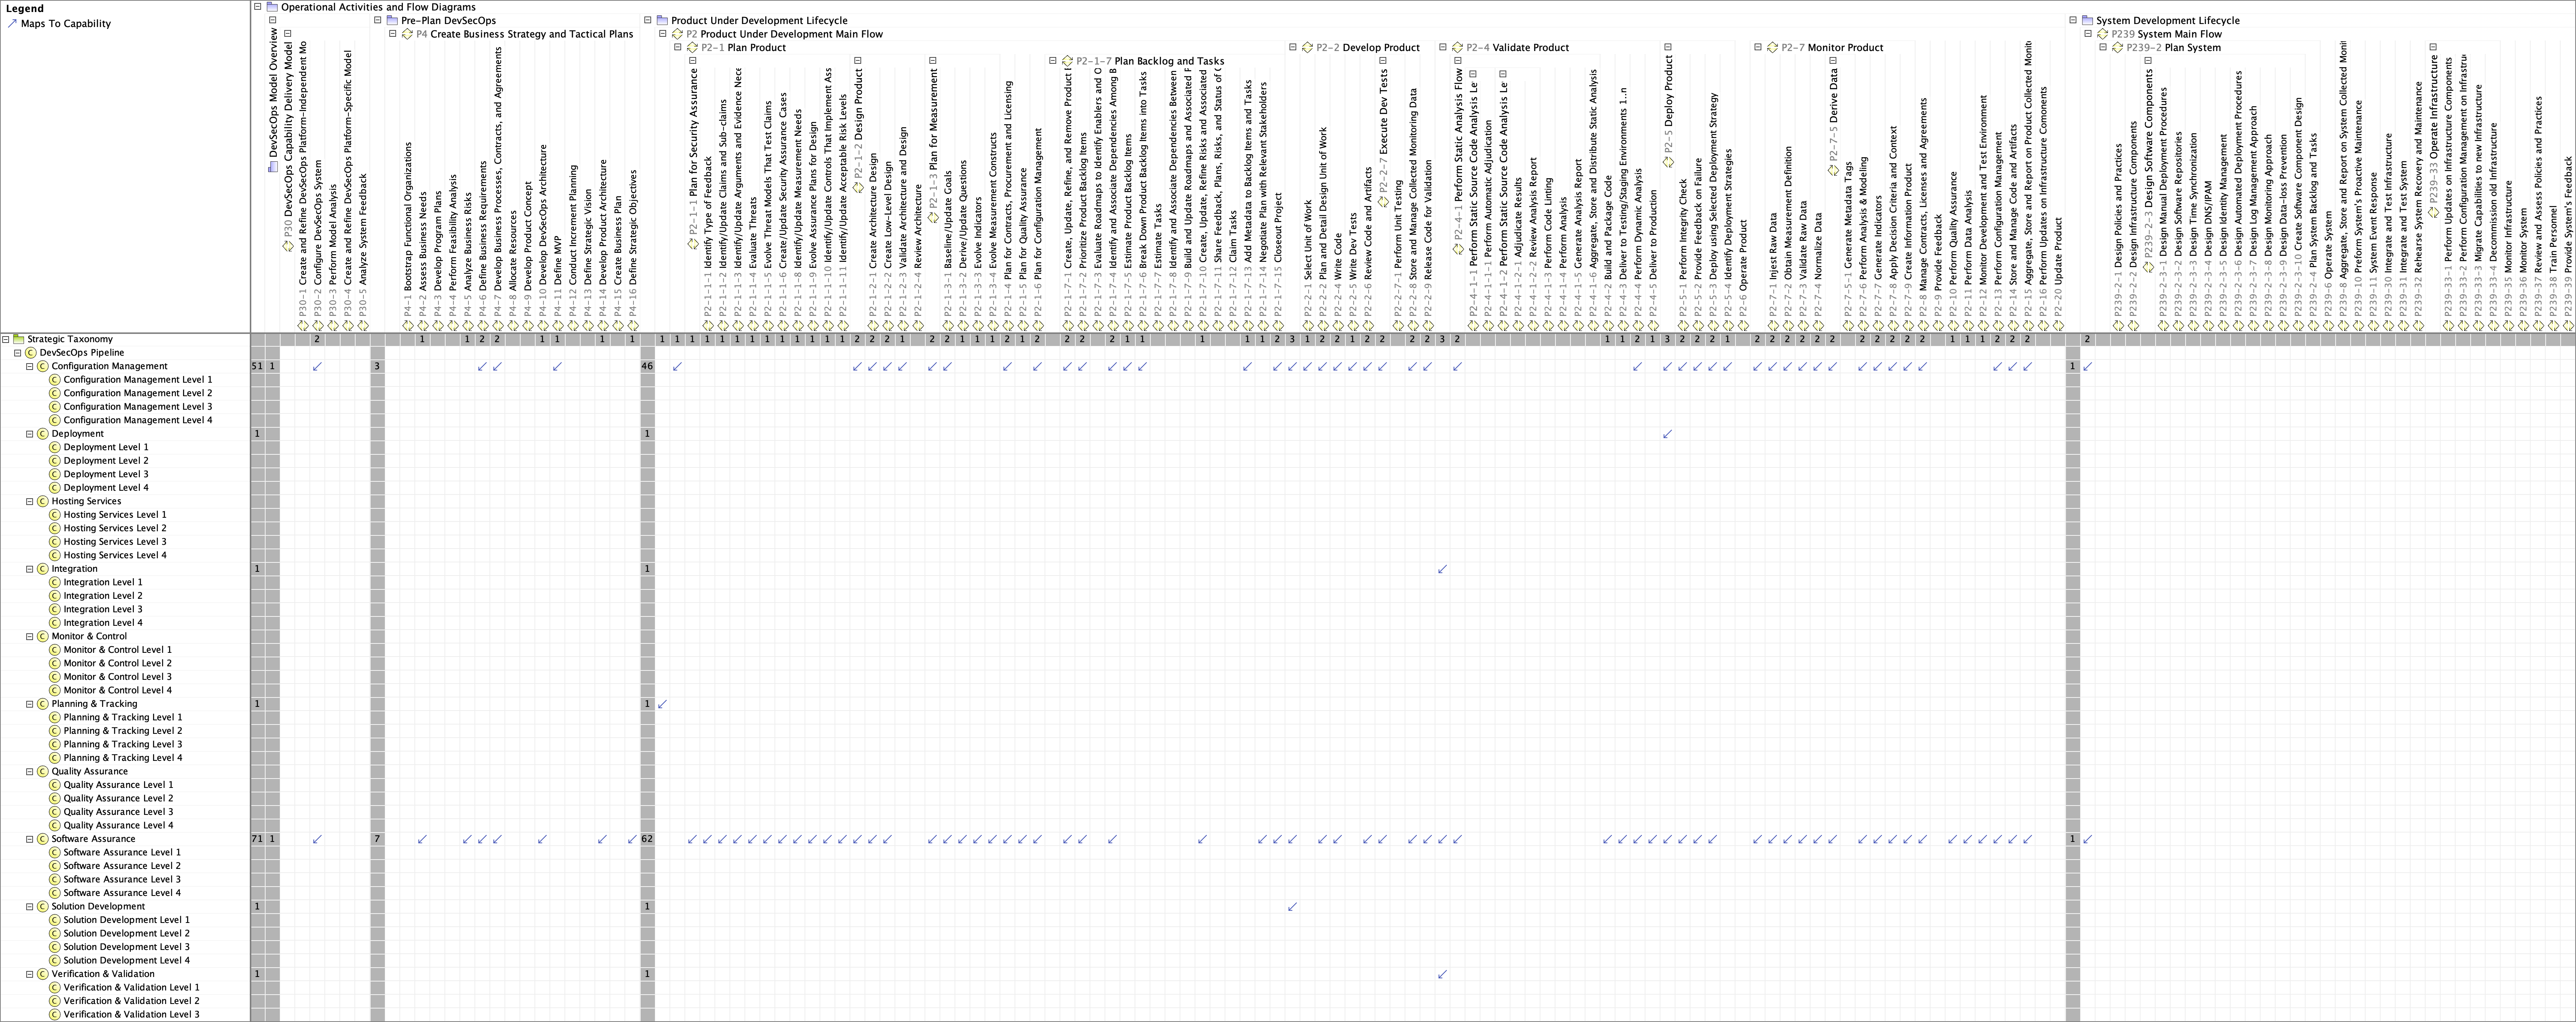 Legend
Maps To Capability
Operational Activities and Flow Diagrams
DevSecOps Model Overview
P30 DevSecOps Capability Delivery Model
P30-1 Create and Refine DevSecOps Platform-Independent Mo
P30-2 Configure DevSecOps System
P30-3 Perform Model Analysis
P30-4 Create and Refine DevSecOps Platform-Specific Model
P30-5 Analyze System Feedback
Pre-Plan DevSecOps
P4 Create Business Strategy and Tactical Plans
P4-1 Bootstrap Functional Organizations
P4-2 Assess Business Needs
P4-3 Develop Program Plans
P4-4 Perform Feasibility Analysis
P4-5 Analyze Business Risks
P4-6 Define Business Requirements
P4-7 Develop Business Processes, Contracts, and Agreements
P4-8 Allocate Resources
P4-9 Develop Product Concept
P4-10 Develop DevSecOps Architecture
P4-11 Define MVP
P4-12 Conduct Increment Planning
P4-13 Define Strategic Vision
P4-14 Develop Product Architecture
P4-15 Create Business Plan
P4-16 Define Strategic Objectives
Product Under Development Lifecycle
P2 Product Under Development Main Flow
P2-1 Plan Product
P2-1-1 Plan for Security Assurance
P2-1-1-1 Identify Type of Feedback
P2-1-1-2 Identify/Update Claims and Sub-claims
P2-1-1-3 Identify/Update Arguments and Evidence Nece
P2-1-1-4 Evaluate Threats
P2-1-1-5 Evolve Threat Models That Test Claims
P2-1-1-6 Create/Update Security Assurance Cases
P2-1-1-8 Identify/Update Measurement Needs
P2-1-1-9 Evolve Assurance Plans for Design
P2-1-1-10 Identify/Update Controls That Implement Ass
P2-1-1-11 Identify/Update Acceptable Risk Levels
P2-1-2 Design Product
P2-1-2-1 Create Architecture Design
P2-1-2-2 Create Low-Level Design
P2-1-2-3 Validate Architecture and Design
P2-1-2-4 Review Architecture
P2-1-3 Plan for Measurement
P2-1-3-1 Baseline/Update Goals
P2-1-3-2 Derive/Update Questions
P2-1-3-3 Evolve Indicators
P2-1-3-4 Evolve Measurement Constructs
P2-1-4 Plan for Contracts, Procurement and Licensing
P2-1-5 Plan for Quality Assurance
P2-1-6 Plan for Configuration Management
P2-1-7 Plan Backlog and Tasks
P2-1-7-1 Create, Update, Refine, and Remove Product
P2-1-7-2 Prioritize Product Backlog Items
P2-1-7-3 Evaluate Roadmaps to Identify Enablers and
P2-1-7-4 Identify and Associate Dependencies Among B
P2-1-7-5 Estimate Product Backlog Items
P2-1-7-6 Break Down Product Backlog Items into Tasks
P2-1-7-7 Estimate Tasks
P2-1-7-8 Identify and Associate Dependencies Between
P2-1-7-9 Build and Update Roadmaps and Associated
P2-1-7-10 Create, Update, Refine Risks and Associated
P2-1-7-11 Share Feedback, Plans, Risks, and Status of
P2-1-7-12 Claim Tasks
P2-1-7-13 Add Metadata to Backlog Items and Tasks
P2-1-7-14 Negotiate Plan with Relevant Stakeholders
P2-1-7-15 Closeout Project
P2-2 Develop Product
P2-2-1 Select Unit of Work
P2-2-2 Plan and Detail Design Unit of Work
P2-2-4 Write Code
P2-2-5 Write Dev Tests
P2-2-6 Review Code and Artifacts
P2-2-7 Execute Dev Tests
P2-2-7-1 Perform Unit Testing
P2-2-8 Store and Manage Collected Monitoring Data
P2-2-9 Release Code for Validation
P2-4 Validate Product
P2-4-1 Perform Static Analysis Flow
P2-4-1-1 Perform Static Source Code Analysis Le
P2-4-1-1-1 Perform Automatic Adjudication
P2-4-1-2 Perform Static Source Code Analysis Le
P2-4-1-2-1 Adjudicate Results
P2-4-1-2-2 Review Analysis Report
P2-4-1-3 Perform Code Linting
P2-4-1-4 Perform Analysis
P2-4-1-5 Generate Analysis Report
P2-4-1-6 Aggregate, Store, and Distribute Static Analysis
P2-4-2 Build and Package Code
P2-4-3 Deliver to Testing/Staging Environments 1..n
P2-4-4 Perform Dynamic Analysis
P2-4-5 Deliver to Production
P2-5 Deploy Product
P2-5-1 Perform Integrity Check
P2-5-2 Provide Feedback on Failure
P2-5-3 Deploy using Selected Deployment Strategy
P2-5-4 Identify Deployment Strategies
P2-6 Operate Product
P2-7 Monitor Product
P2-7-1 Injest Raw Data
P2-7-2 Obtain Measurement Definition
P2-7-3 Validate Raw Data
P2-7-4 Normalize Data
P2-7-5 Derive Data
P2-7-5-1 Generate Metadata Tags
P2-7-6 Perform Analysis & Modeling
P2-7-7 Generate Indicators
P2-7-8 Apply Decision Criteria and Context
P2-7-9 Create Information Product
P2-8 Manage Contracts, Licenses and Agreements
P2-9 Provide Feedback
P2-10 Perform Quality Assurance
P2-11 Perform Data Analysis
P2-12 Monitor Development and Test Environment
P2-13 Perform Configuration Management
P2-14 Store and Manage Code and Artifacts
P2-15 Aggregate, Store and Report on Product Collected Monit
P2-16 Perform Updates on Infrastructure Comonents
P2-20 Update Product
System Development Lifecycle
P239 System Main Flow
P239-2 Plan System
P239-2-1 Design Policies and Practices
P239-2-2 Design Infrastructure Components
P239-2-3 Design Software Components
P239-2-3-1 Design Manual Deployment Procedures
P239-2-3-2 Design Software Repositories
P239-2-3-3 Design Time Synchronization
P239-2-3-4 Design DNS/IPAM
P239-2-3-5 Design Identity Management
P239-2-3-6 Design Automated Deployment Procedures
P239-2-3-7 Design Log Management Approach
P239-2-3-8 Design Monitoring Approach
P239-2-3-9 Design Data-loss Prevention
P239-2-3-10 Create Software Component Design
P239-2-4 Plan System Backlog and Tasks
P239-6 Operate System
P239-8 Aggregate, Store and Report on System Collected Moni
P239-10 Preform System's Proactive Maintenance
P239-11 System Event Response
P239-30 Integrate and Test Infrastructure
P239-31 Integrate and Test System
P239-32 Rehearse System Recovery and Maintenance
P239-33 Operate Infrastructure
P239-33-1 Perform Updates on Infrastructure Components
P239-33-2 Perform Configuration Management on Infrastru
P239-33-3 Migrate Capabilities to new Infrastructure
P239-33-4 Decommission old Infrastructure
P239-35 Monitor Infrastructure
P239-36 Monitor System
P239-37 Review and Assess Policies and Practices
P239-38 Train Personnel
P239-39 Provide System's Feedback
Strategic Taxonomy
DevSecOps Pipeline
Configuration Management 51 1 3 46 1
Configuration Management Level 1
Configuration Management Level 2
Configuration Management Level 3
Configuration Management Level 4
Deployment 1 1
Deployment Level 1
Deployment Level 2
Deployment Level 3
Deployment Level 4
Hosting Services
Hosting Services Level 1
Hosting Services Level 2
Hosting Services Level 3
Hosting Services Level 4
Integration 1 1
Integration Level 1
Integration Level 2
Integration Level 3
Integration Level 4
Monitor & Control
Monitor & Control Level 1
Monitor & Control Level 2
Monitor & Control Level 3
Monitor & Control Level 4
Planning & Tracking 1 1
Planning & Tracking Level 1
Planning & Tracking Level 2
Planning & Tracking Level 3
Planning & Tracking Level 4
Quality Assurance
Quality Assurance Level 1
Quality Assurance Level 2
Quality Assurance Level 3
Quality Assurance Level 4
Software Assurance 71 1 7 62 1
Software Assurance Level 1
Software Assurance Level 2
Software Assurance Level 3
Software Assurance Level 4
Solution Development 1 1
Solution Development Level 1
Solution Development Level 2
Solution Development Level 3
Solution Development Level 4
Verification & Validation 1 1
Verification & Validation Level 1
Verification & Validation Level 2
Verification & Validation Level 3